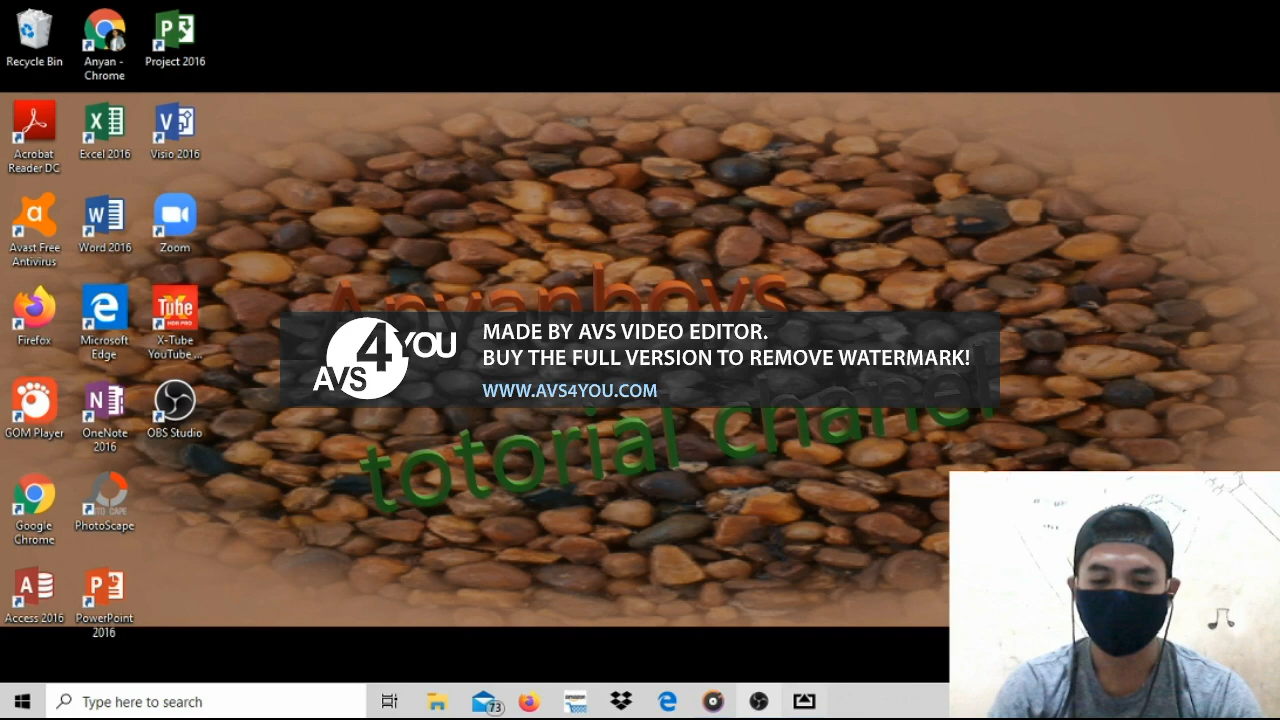 Recycle Bin
Anyan -
Chrome
Project 2016
Acrobat
Reader DC
Excel 2016
Visio 2016
Avast Free
Antivirus
Word 2016
Zoom
Firefox
Microsoft
Edge
Tube
HDR PRO
X-Tube
YouTube ...
GOM Player
OneNote
2016
OBS Studio
Google
Chrome
PhotoScape
Access 2016
PowerPoint
2016
Anyanboys
totorial chanel
AVS4YOU
MADE BY AVS VIDEO EDITOR.
BUY THE FULL VERSION TO REMOVE WATERMARK!
WWW.AVS4YOU.COM
Type here to search
73